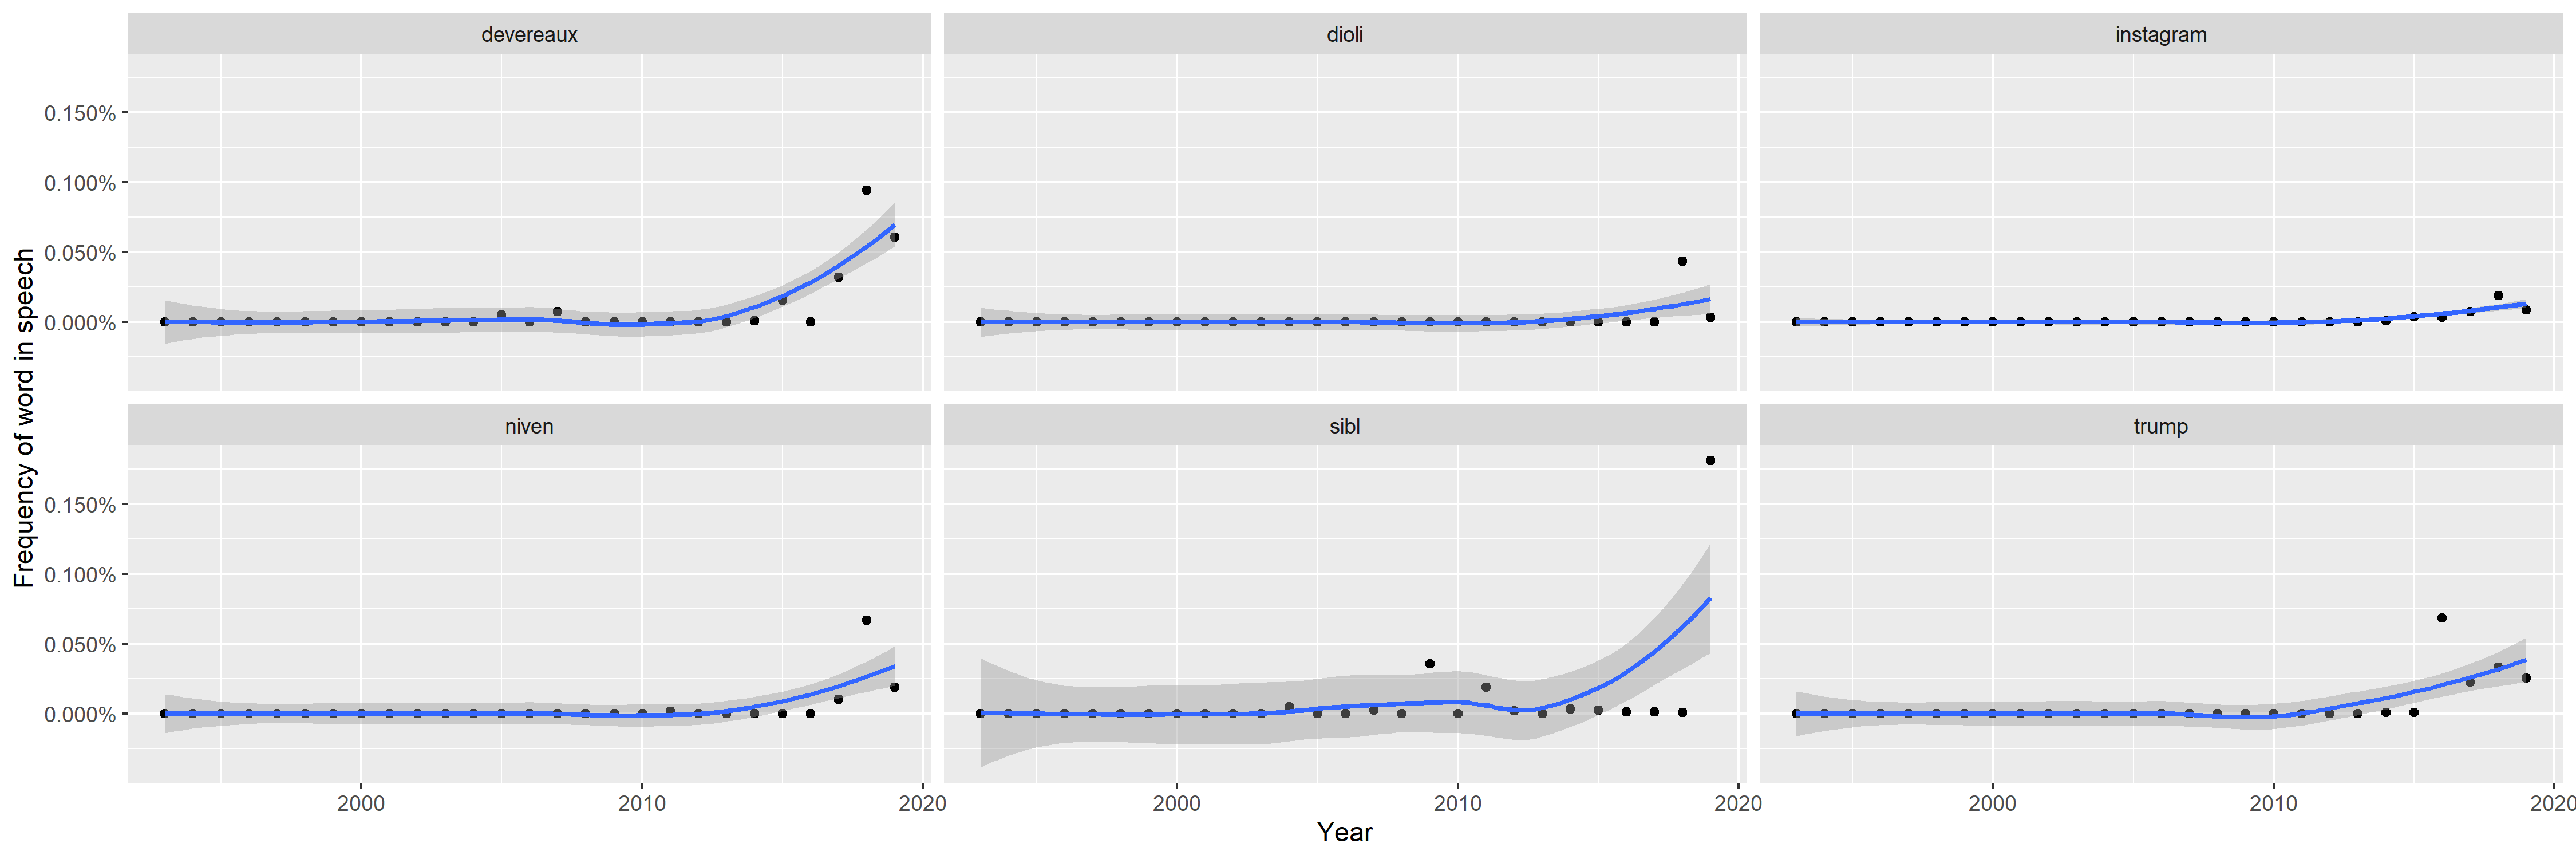 devereaux dioli instagram
0.150%
0.100%
0.050%
0.000%
Frequency of word in speech
niven sibl trump
0.150%
0.100%
0.050%
0.000%
2000 2010 2020 2000 2010 2020 2000 2010 2020
Year